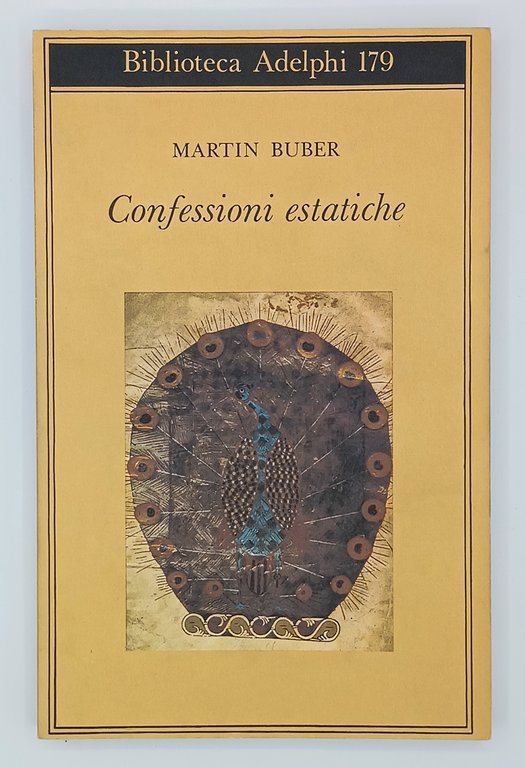 Biblioteca Adelphi 179
MARTIN BUBER
Confessioni estatiche